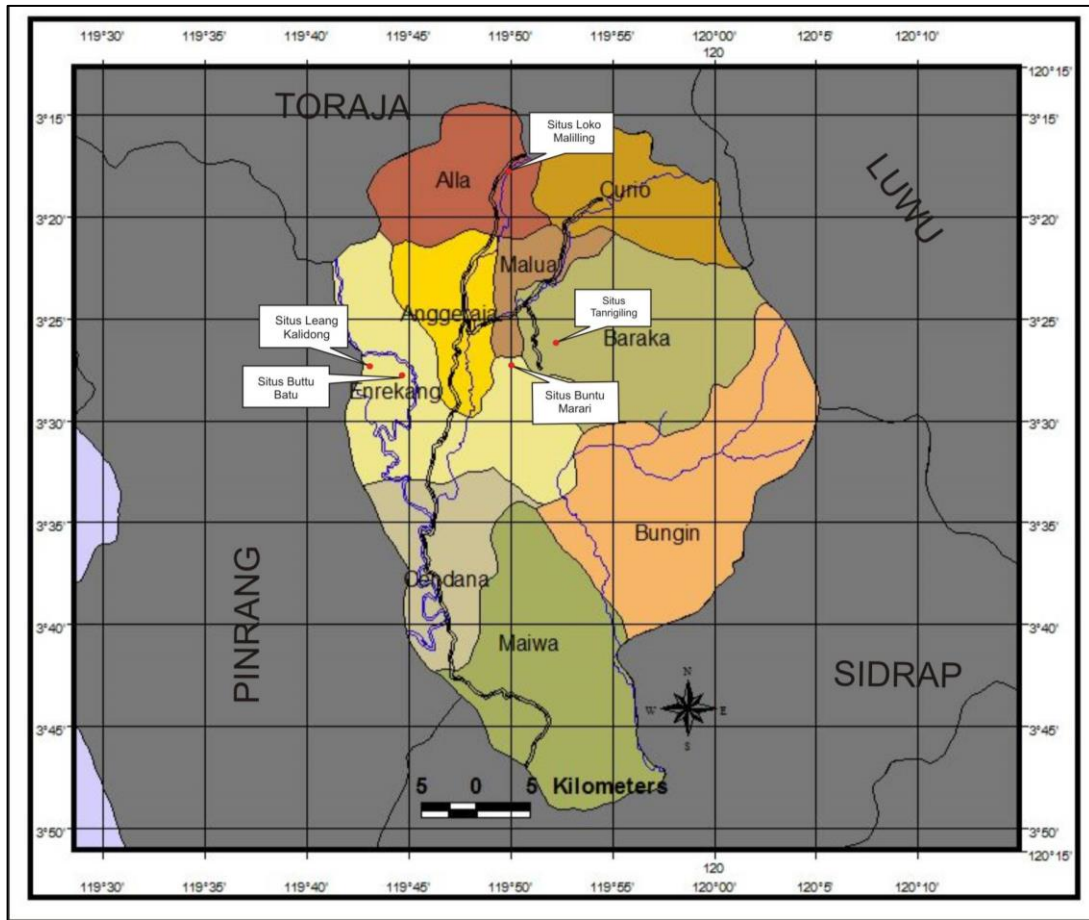 119°30' 119°35' 119°40' 119°45' 119°50' 119°55' 120°00' 120°5' 120°10'
120
120°15'
3°15' 3°15'
TORAJA
Situs Loko
Malilling
Alla
Curio
LUWU
3°20' 3°20'
Malua
Situs Leang
Kalidong
Anggeraja
Situs
Tanrigiling
3°25' 3°25'
Baraka
Situs Buttu
Batu
Enrekang
Situs Buntu
Marari
3°30' 3°30'
3°35' 3°35'
Bungin
Cendana
PINRANG
3°40' 3°40'
Maiwa
SIDRAP
N
W E
S
3°45' 3°45'
5 0 5 Kilometers
3°50' 3°50'
120°15'
120
119°30' 119°35' 119°40' 119°45' 119°50' 119°55' 120°00' 120°5' 120°10'